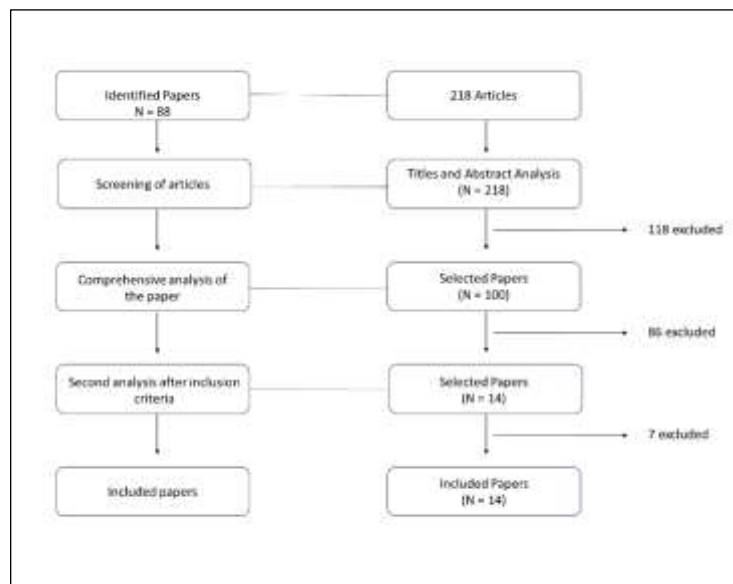 Identified Papers
N = 88
218 Articles
Screening of articles
Titles and Abstract Analysis
(N = 218)
118 excluded
Comprehensive analysis of
the paper
Selected Papers
(N = 100)
86 excluded
Second analysis after inclusion
criteria
Selected Papers
(N = 14)
7 excluded
Included papers
Included Papers
(N = 14)